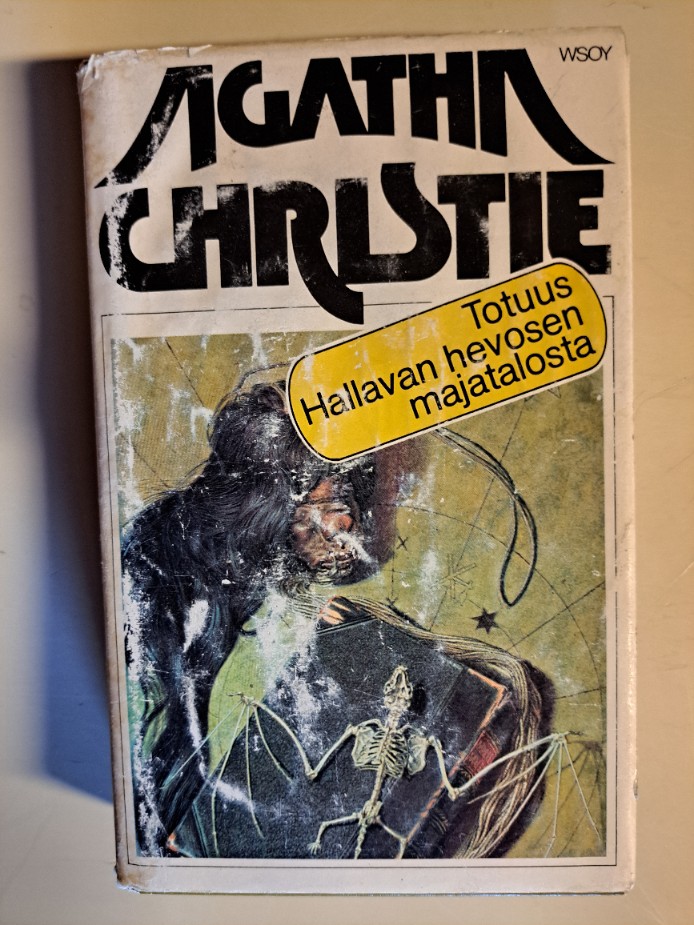 WSOY
AGATHA
CHRISTIE
Totuus
Hallavan hevosen
majatalosta